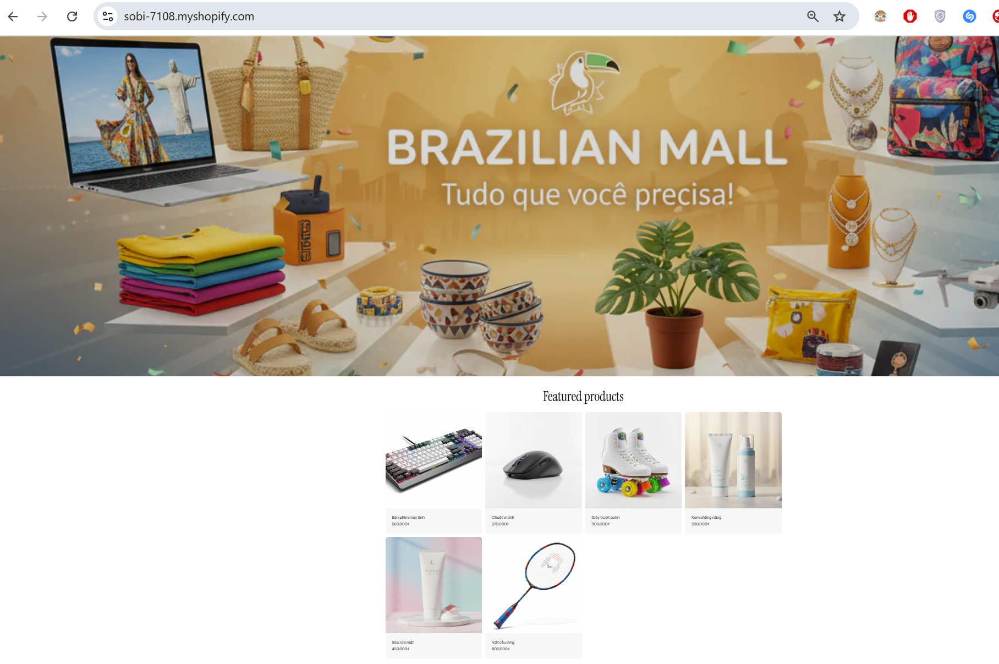 sobi-7108.myshopify.com
BRAZILIAN MALL
Tudo que você precisa!
Featured products
Bàn phím máy tính
560.000₫
Chuột vi tính
270.000₫
Giày trượt patin
900.000₫
Kem chống nắng
200.000₫
50+
50+
Sữa rửa mặt
450.000₫
Vợt cầu lông
800.000₫